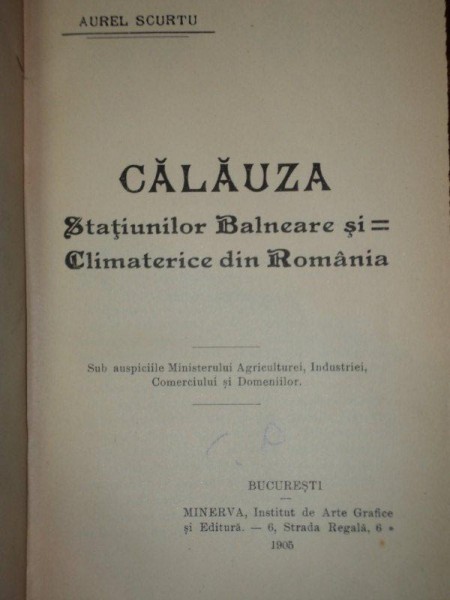 AUREL SCURTU
CĂLĂUZA
Staţiunilor Balneare şi =
Climaterice din România
Sub auspiciile Ministerului Agriculturei, Industriei,
Comerciului şi Domeniilor.
BUCUREŞTI
MINERVA, Institut de Arte Grafice
şi Editură. — 6, Strada Regală, 6 *
1905